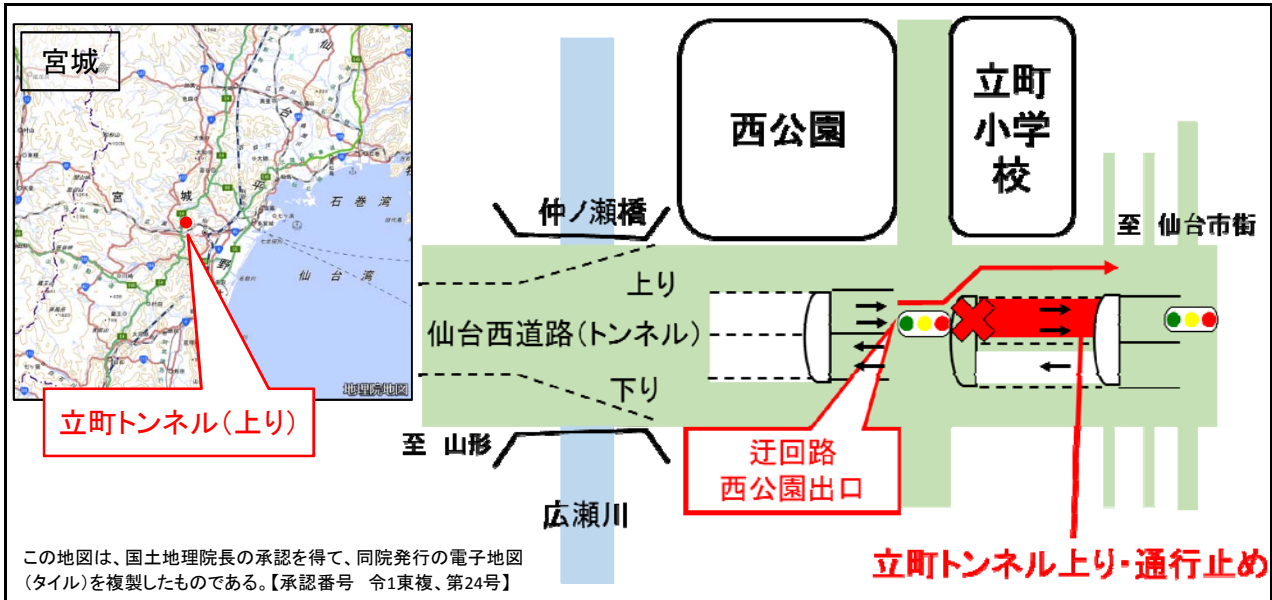 宮城
石巻湾
仙台湾
宮
城
平
野
地理院地図
立町トンネル(上り)
西公園
立町
小学
校
仲ノ瀬橋
至 仙台市街
上り
仙台西道路(トンネル)
下り
至 山形
迂回路
西公園出口
広瀬川
立町トンネル上り・通行止め
この地図は、国土地理院長の承認を得て、同院発行の電子地図
(タイル)を複製したものである。【承認番号 令1東複、第24号】